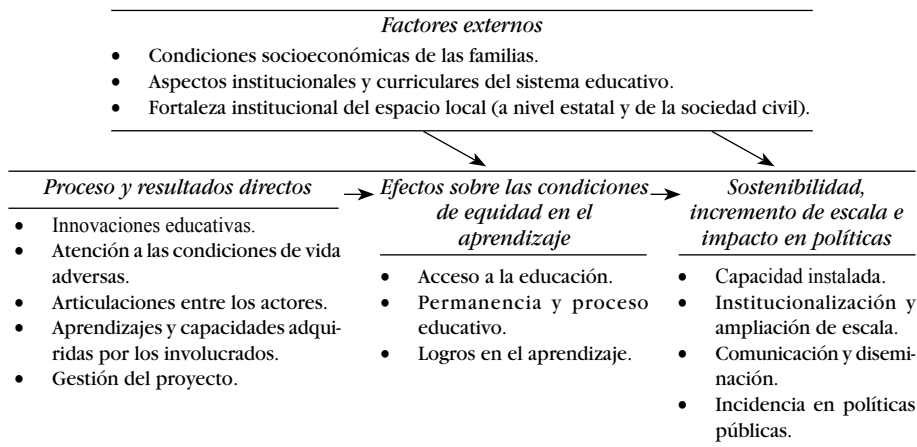 Factores externos
• Condiciones socioeconómicas de las familias.
• Aspectos institucionales y curriculares del sistema educativo.
• Fortaleza institucional del espacio local (a nivel estatal y de la sociedad civil).
Proceso y resultados directos
• Innovaciones educativas.
• Atención a las condiciones de vida
adversas.
• Articulaciones entre los actores.
• Aprendizajes y capacidades adqui-
ridas por los involucrados.
• Gestión del proyecto.
Efectos sobre las condiciones
de equidad en el
aprendizaje
• Acceso a la educación.
• Permanencia y proceso
educativo.
• Logros en el aprendizaje.
Sostenibilidad,
incremento de escala e
impacto en políticas
• Capacidad instalada.
• Institucionalización y
ampliación de escala.
• Comunicación y disemi-
nación.
• Incidencia en políticas
públicas.